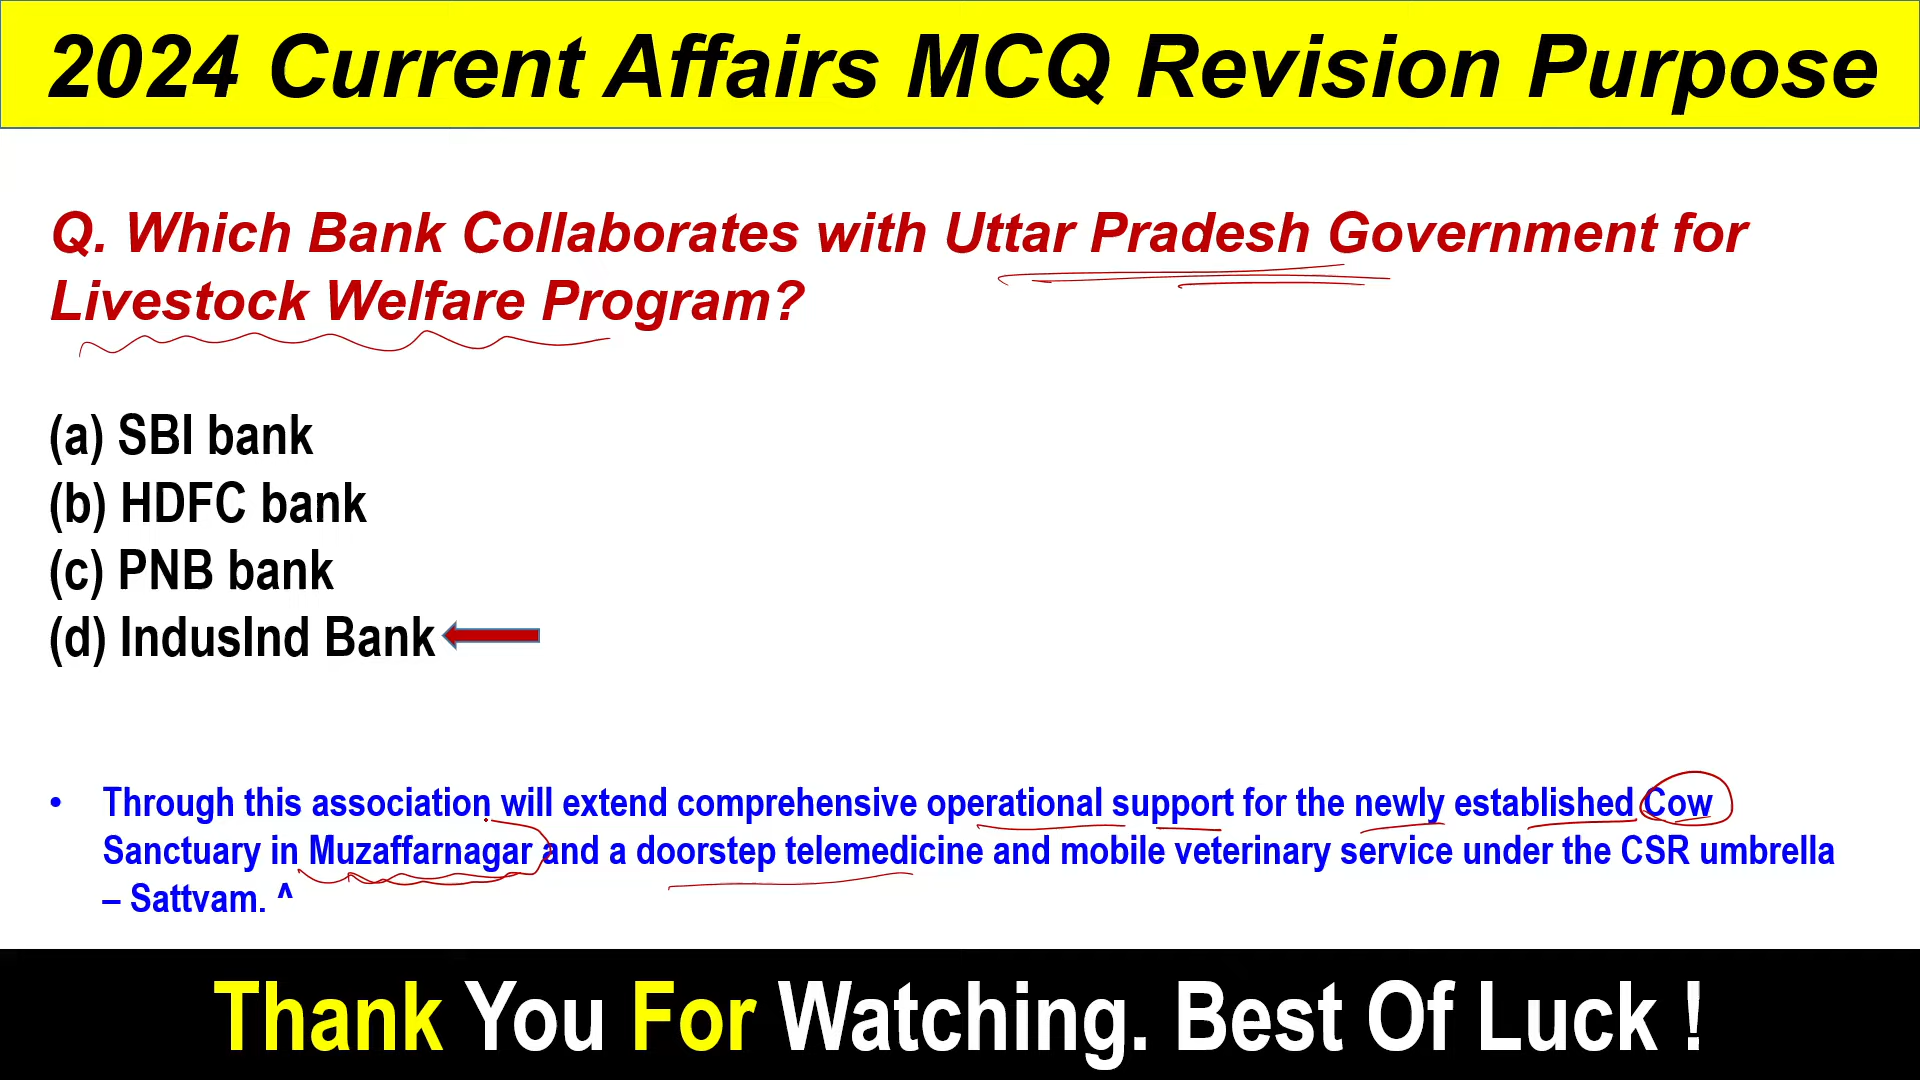 2024 Current Affairs MCQ Revision Purpose
Q. Which Bank Collaborates with Uttar Pradesh Government for
Livestock Welfare Program?
(a) SBI bank
(b) HDFC bank
(c) PNB bank
(d) IndusInd Bank
• Through this association will extend comprehensive operational support for the newly established Cow
Sanctuary in Muzaffarnagar and a doorstep telemedicine and mobile veterinary service under the CSR umbrella
– Sattvam. ^
Thank You For Watching. Best Of Luck !